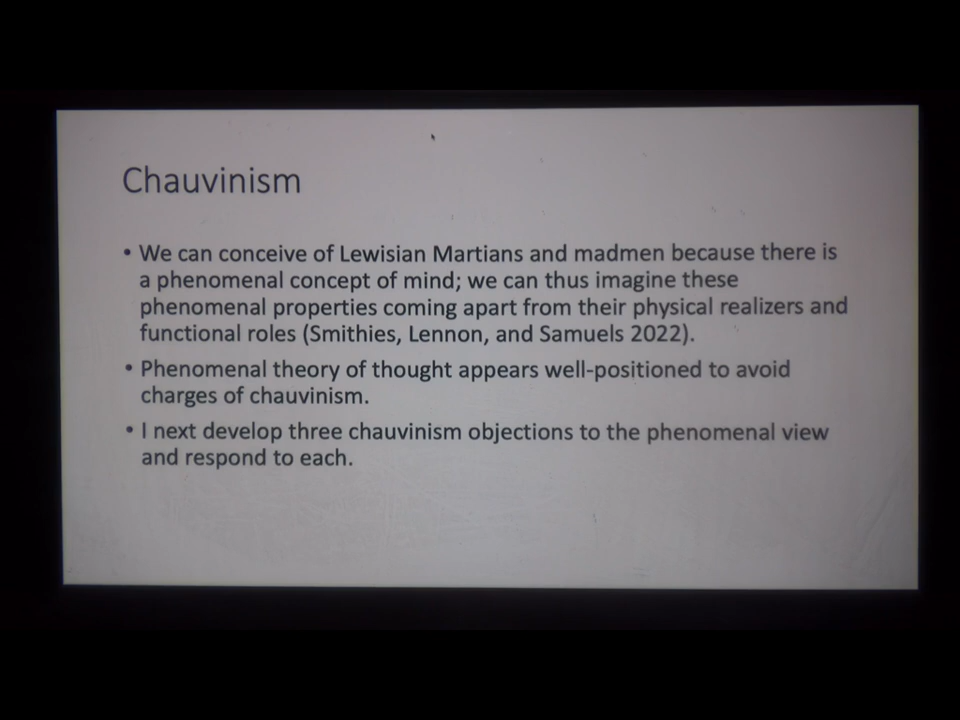 Chauvinism
• We can conceive of Lewisian Martians and madmen because there is
a phenomenal concept of mind; we can thus imagine these
phenomenal properties coming apart from their physical realizers and
functional roles (Smithies, Lennon, and Samuels 2022).
• Phenomenal theory of thought appears well-positioned to avoid
charges of chauvinism.
• I next develop three chauvinism objections to the phenomenal view
and respond to each.